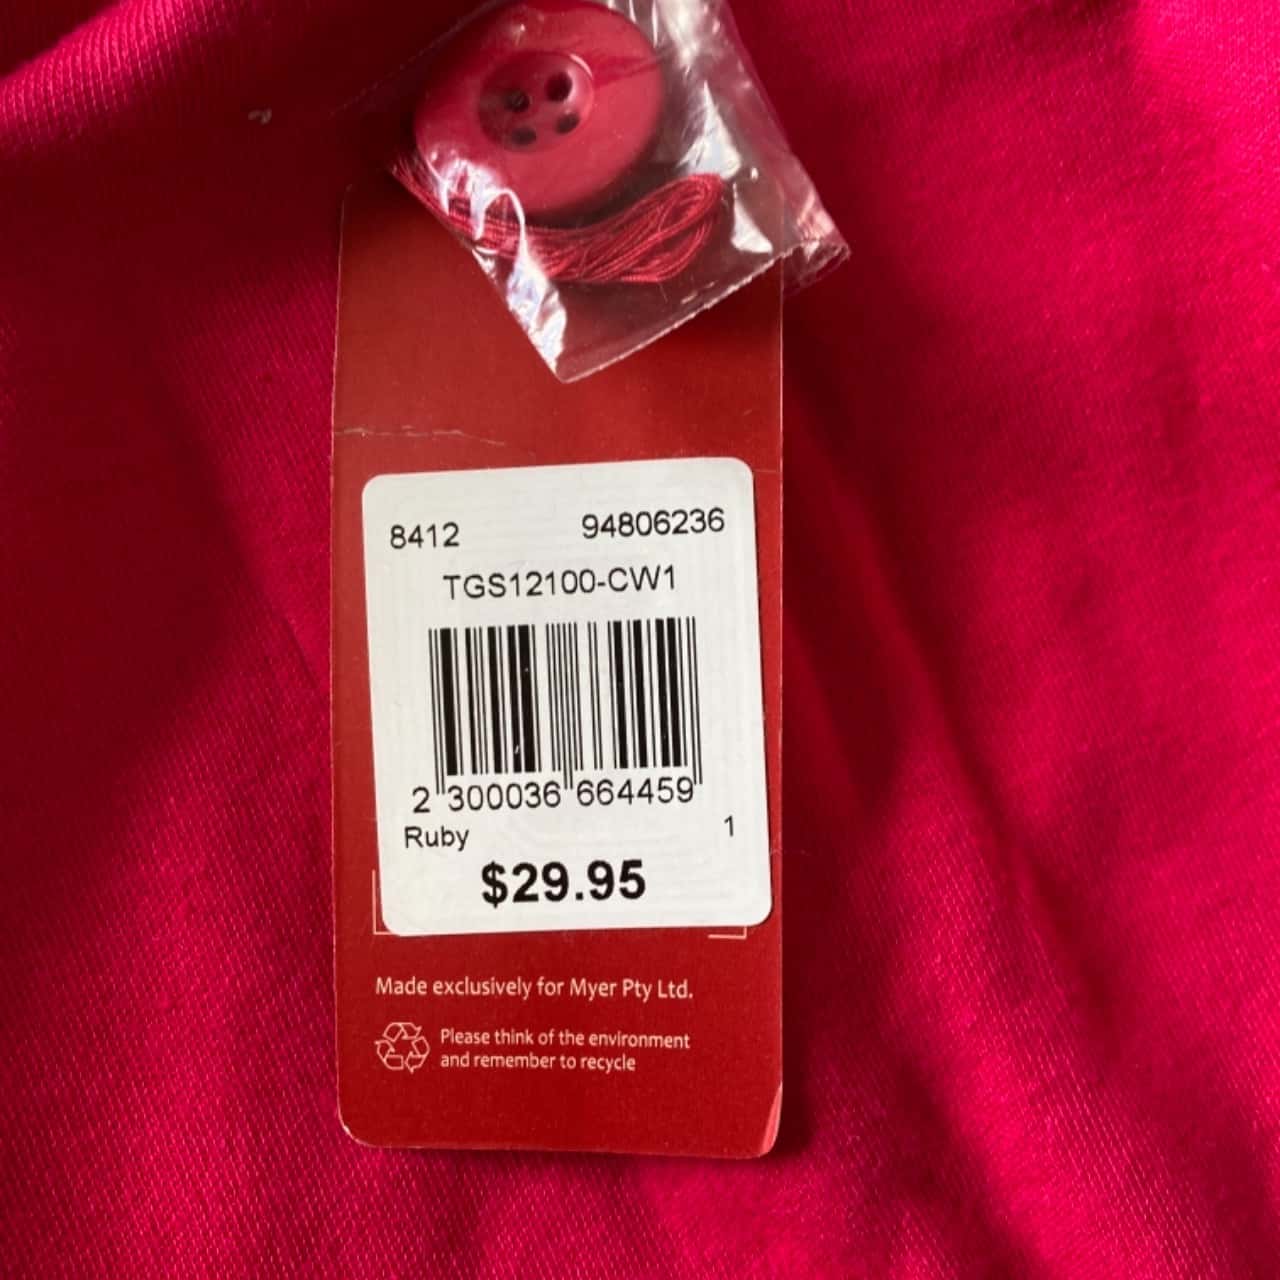 8412 94806236
TGS12100-CW1
2 300036 664459
Ruby 1
$29.95
Made exclusively for Myer Pty Ltd.
Please think of the environment
and remember to recycle